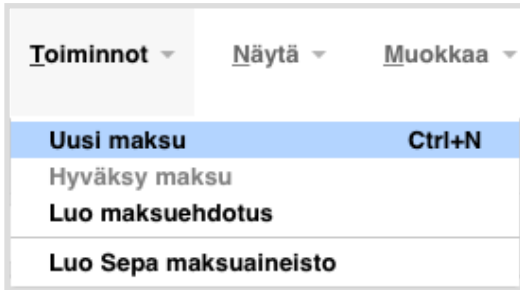 Toiminnot Näytä Muokkaa
Uusi maksu Ctrl+N
Hyväksy maksu
Luo maksuehdotus
Luo Sepa maksuaineisto